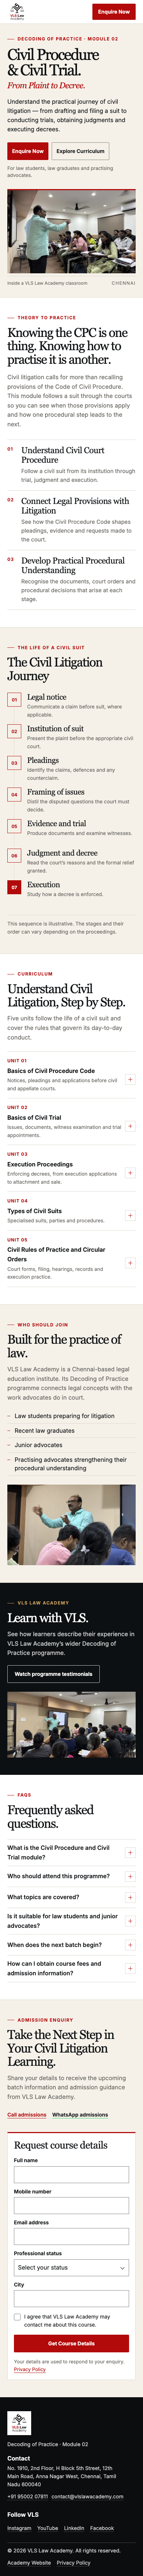 VLS Law
ACADEMY
Enquire Now
DECODING OF PRACTICE · MODULE 02
Civil Procedure
& Civil Trial.
From Plaint to Decree.
Understand the practical journey of civil
litigation — from drafting and filing a suit to
conducting trials, obtaining judgments and
executing decrees.
Enquire Now
Explore Curriculum
For law students, law graduates and practising
advocates.
Inside a VLS Law Academy classroom
CHENNAI
THEORY TO PRACTICE
Knowing the CPC is one
thing. Knowing how to
practise it is another.
Civil litigation calls for more than recalling
provisions of the Code of Civil Procedure.
This module follows the path of a civil suit
so you can see when those provisions apply
and how one procedural step leads to the
next.
01
Understand Civil Court
Procedure
Follow a civil suit from its institution through
trial, judgment and execution.
02
Connect Legal Provisions with
Litigation
See how the Civil Procedure Code shapes
pleadings, evidence and requests made to
the court.
03
Develop Practical Procedural
Understanding
Recognise the documents, court orders and
procedural decisions that arise at each
stage.
THE LIFE OF A CIVIL SUIT
The Civil Litigation
Journey
01
Legal notice
Communicate a claim before suit, where
applicable.
02
Institution of suit
Present the plaint before the appropriate civil
court.
03
Pleadings
Identify the claims, defences and any
counterclaim.
04
Framing of issues
Distil the disputed questions the court must
decide.
05
Evidence and trial
Produce documents and examine witnesses.
06
Judgment and decree
Read the court's reasons and the formal relief
granted.
07
Execution
Study how a decree is enforced.
This sequence is illustrative. The stages and their
order can vary depending on the proceedings.
CURRICULUM
Understand Civil
Litigation, Step by Step.
Five units follow the life of a civil suit and
cover the rules that govern its day-to-day
conduct.
UNIT 01
Basics of Civil Procedure Code
Notices, pleadings and applications before civil
and appellate courts.
UNIT 02
Basics of Civil Trial
Issues, documents, witness examination and trial
appointments.
UNIT 03
Execution Proceedings
Enforcing decrees, from execution applications
to attachment and sale.
UNIT 04
Types of Civil Suits
Specialised suits, parties and procedures.
UNIT 05
Civil Rules of Practice and Circular
Orders
Court forms, filing, hearings, records and
execution practice.
WHO SHOULD JOIN
Built for the practice of
law.
VLS Law Academy is a Chennai-based legal
education institute. Its Decoding of Practice
programme connects legal concepts with the
work advocates do in court.
– Law students preparing for litigation
– Recent law graduates
– Junior advocates
– Practising advocates strengthening their
procedural understanding
VLS LAW ACADEMY
Learn with VLS.
See how learners describe their experience in
VLS Law Academy's wider Decoding of
Practice programme.
Watch programme testimonials
FAQS
Frequently asked
questions.
What is the Civil Procedure and Civil
Trial module?
Who should attend this programme?
What topics are covered?
Is it suitable for law students and junior
advocates?
When does the next batch begin?
How can I obtain course fees and
admission information?
ADMISSION ENQUIRY
Take the Next Step in
Your Civil Litigation
Learning.
Share your details to receive the upcoming
batch information and admission guidance
from VLS Law Academy.
Call admissions
WhatsApp admissions
Request course details
Full name
Mobile number
Email address
Professional status
Select your status
City
I agree that VLS Law Academy may
contact me about this course.
Get Course Details
Your details are used to respond to your enquiry.
Privacy Policy
VLS Law
ACADEMY
Decoding of Practice · Module 02
Contact
No. 1910, 2nd Floor, H Block 5th Street, 12th
Main Road, Anna Nagar West, Chennai, Tamil
Nadu 600040
+91 95002 07811 contact@vlslawacademy.com
Follow VLS
Instagram YouTube LinkedIn Facebook
© 2026 VLS Law Academy. All rights reserved.
Academy Website Privacy Policy